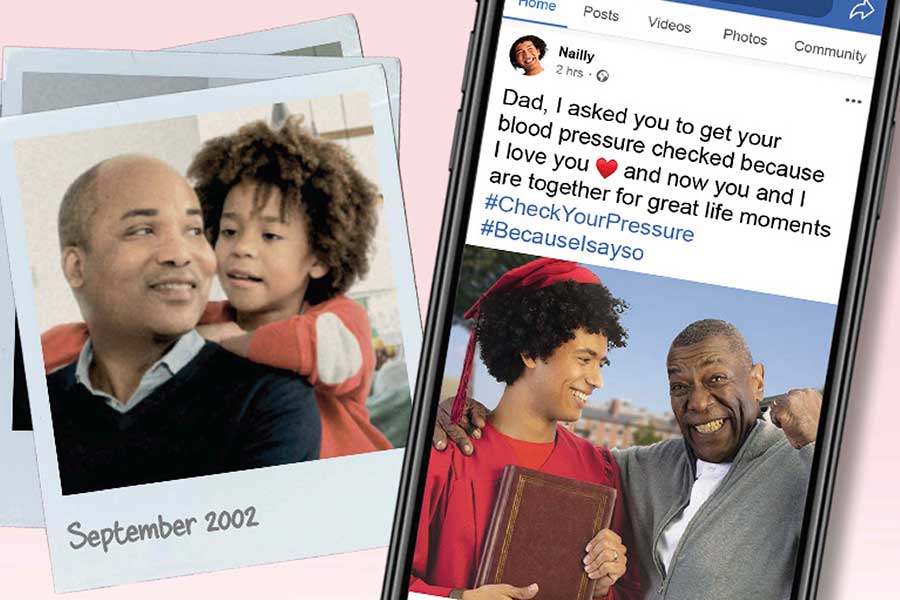 September 2002
Home Posts Videos Photos Community
Nailly
2 hrs
Dad, I asked you to get your
blood pressure checked because
I love you ❤️ and now you and I
are together for great life moments
#CheckYourPressure
#BecauseIsayso